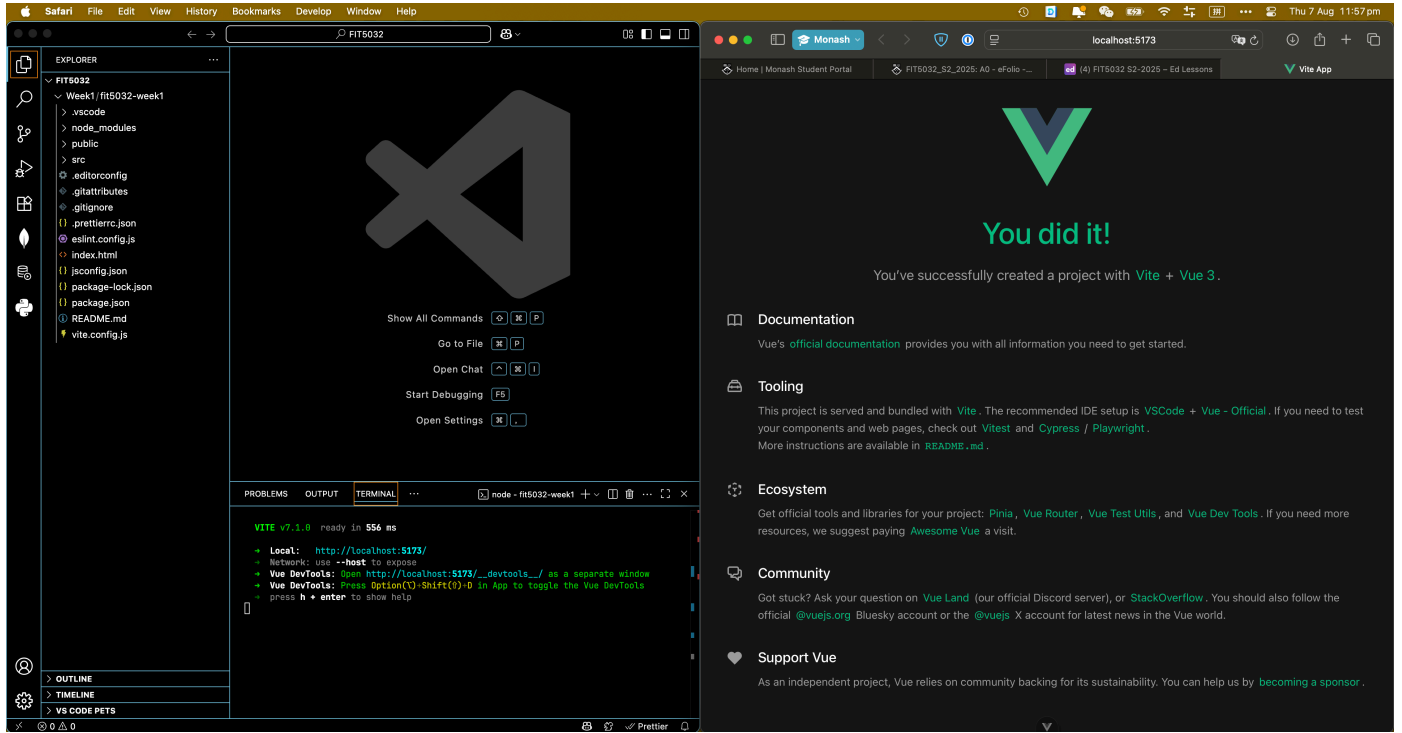 Safari File Edit View History Bookmarks Develop Window Help
Thu 7 Aug 11:57 pm
FIT5032
EXPLORER
FIT5032
Week1/fit5032-week1
.vscode
node_modules
public
src
.editorconfig
.gitattributes
.gitignore
.prettierrc.json
eslint.config.js
index.html
jsconfig.json
package-lock.json
package.json
README.md
vite.config.js
OUTLINE
TIMELINE
VS CODE PETS
Show All Commands ⇧ ⌘ P
Go to File ⌘ P
Open Chat ^ ⌘ I
Start Debugging F5
Open Settings ⌘ ,
PROBLEMS OUTPUT TERMINAL ···
node - fit5032-week1
VITE v7.1.0 ready in 556 ms
➜ Local: http://localhost:5173/
➜ Network: use --host to expose
➜ Vue DevTools: Open http://localhost:5173/__devtools__/ as a separate window
➜ Vue DevTools: Press Option(⌥)+Shift(⇧)+D in App to toggle the Vue DevTools
➜ press h + enter to show help
0 0
Prettier
Monash
localhost:5173
Home | Monash Student Portal
FIT5032_S2_2025: A0 - eFolio -...
ed (4) FIT5032 S2-2025 – Ed Lessons
Vite App
You did it!
You've successfully created a project with Vite + Vue 3.
Documentation
Vue's official documentation provides you with all information you need to get started.
Tooling
This project is served and bundled with Vite. The recommended IDE setup is VSCode + Vue - Official. If you need to test
your components and web pages, check out Vitest and Cypress / Playwright.
More instructions are available in README.md.
Ecosystem
Get official tools and libraries for your project: Pinia, Vue Router, Vue Test Utils, and Vue Dev Tools. If you need more
resources, we suggest paying Awesome Vue a visit.
Community
Got stuck? Ask your question on Vue Land (our official Discord server), or StackOverflow. You should also follow the
official @vuejs.org Bluesky account or the @vuejs X account for latest news in the Vue world.
Support Vue
As an independent project, Vue relies on community backing for its sustainability. You can help us by becoming a sponsor.